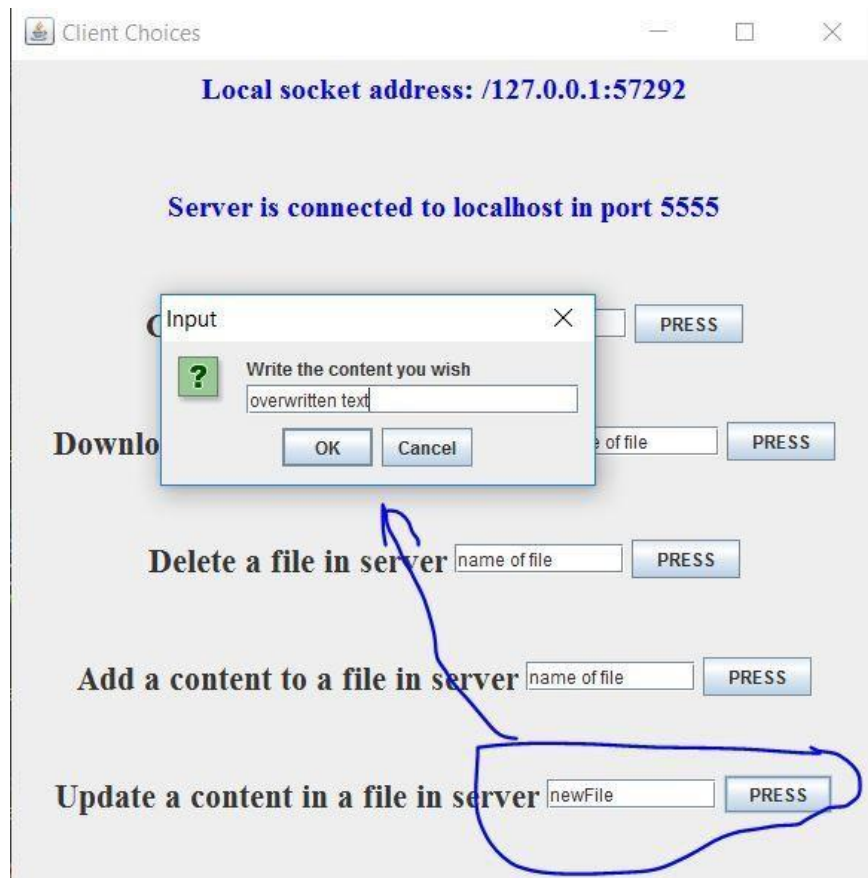 Client Choices
Local socket address: /127.0.0.1:57292
Server is connected to localhost in port 5555
Input
PRESS
Write the content you wish
overwritten text
OK Cancel
of file PRESS
Delete a file in server name of file PRESS
Add a content to a file in server name of file PRESS
Update a content in a file in server newFile PRESS